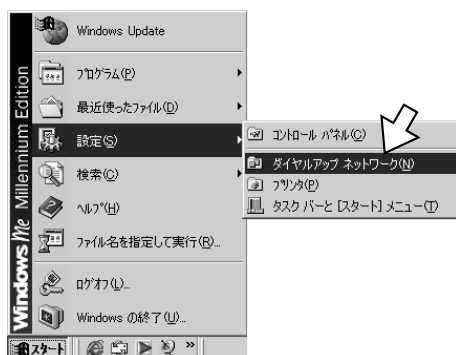 Windows Update
プログラム(P)
最近使ったファイル(D)
設定(S)
検索(C)
ヘルプ(H)
ファイル名を指定して実行(R)...
ログオフ(L)...
Windows の終了(U)...
Windows Me Millennium Edition
コントロール パネル(C)
ダイヤルアップ ネットワーク(N)
プリンタ(P)
タスク バーと [スタート] メニュー(T)
スタート
»